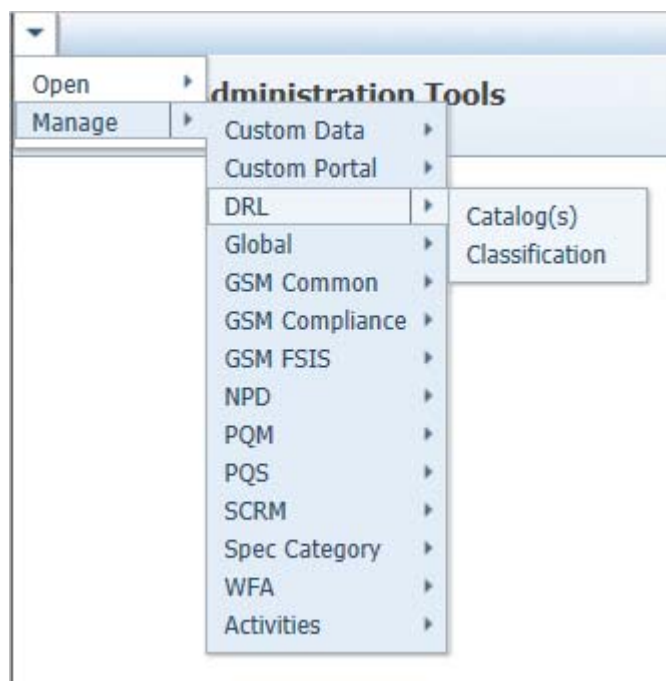 Open
dministration Tools
Manage
Custom Data
Custom Portal
DRL
Catalog(s)
Global
Classification
GSM Common
GSM Compliance
GSM FSIS
NPD
PQM
PQS
SCRM
Spec Category
WFA
Activities